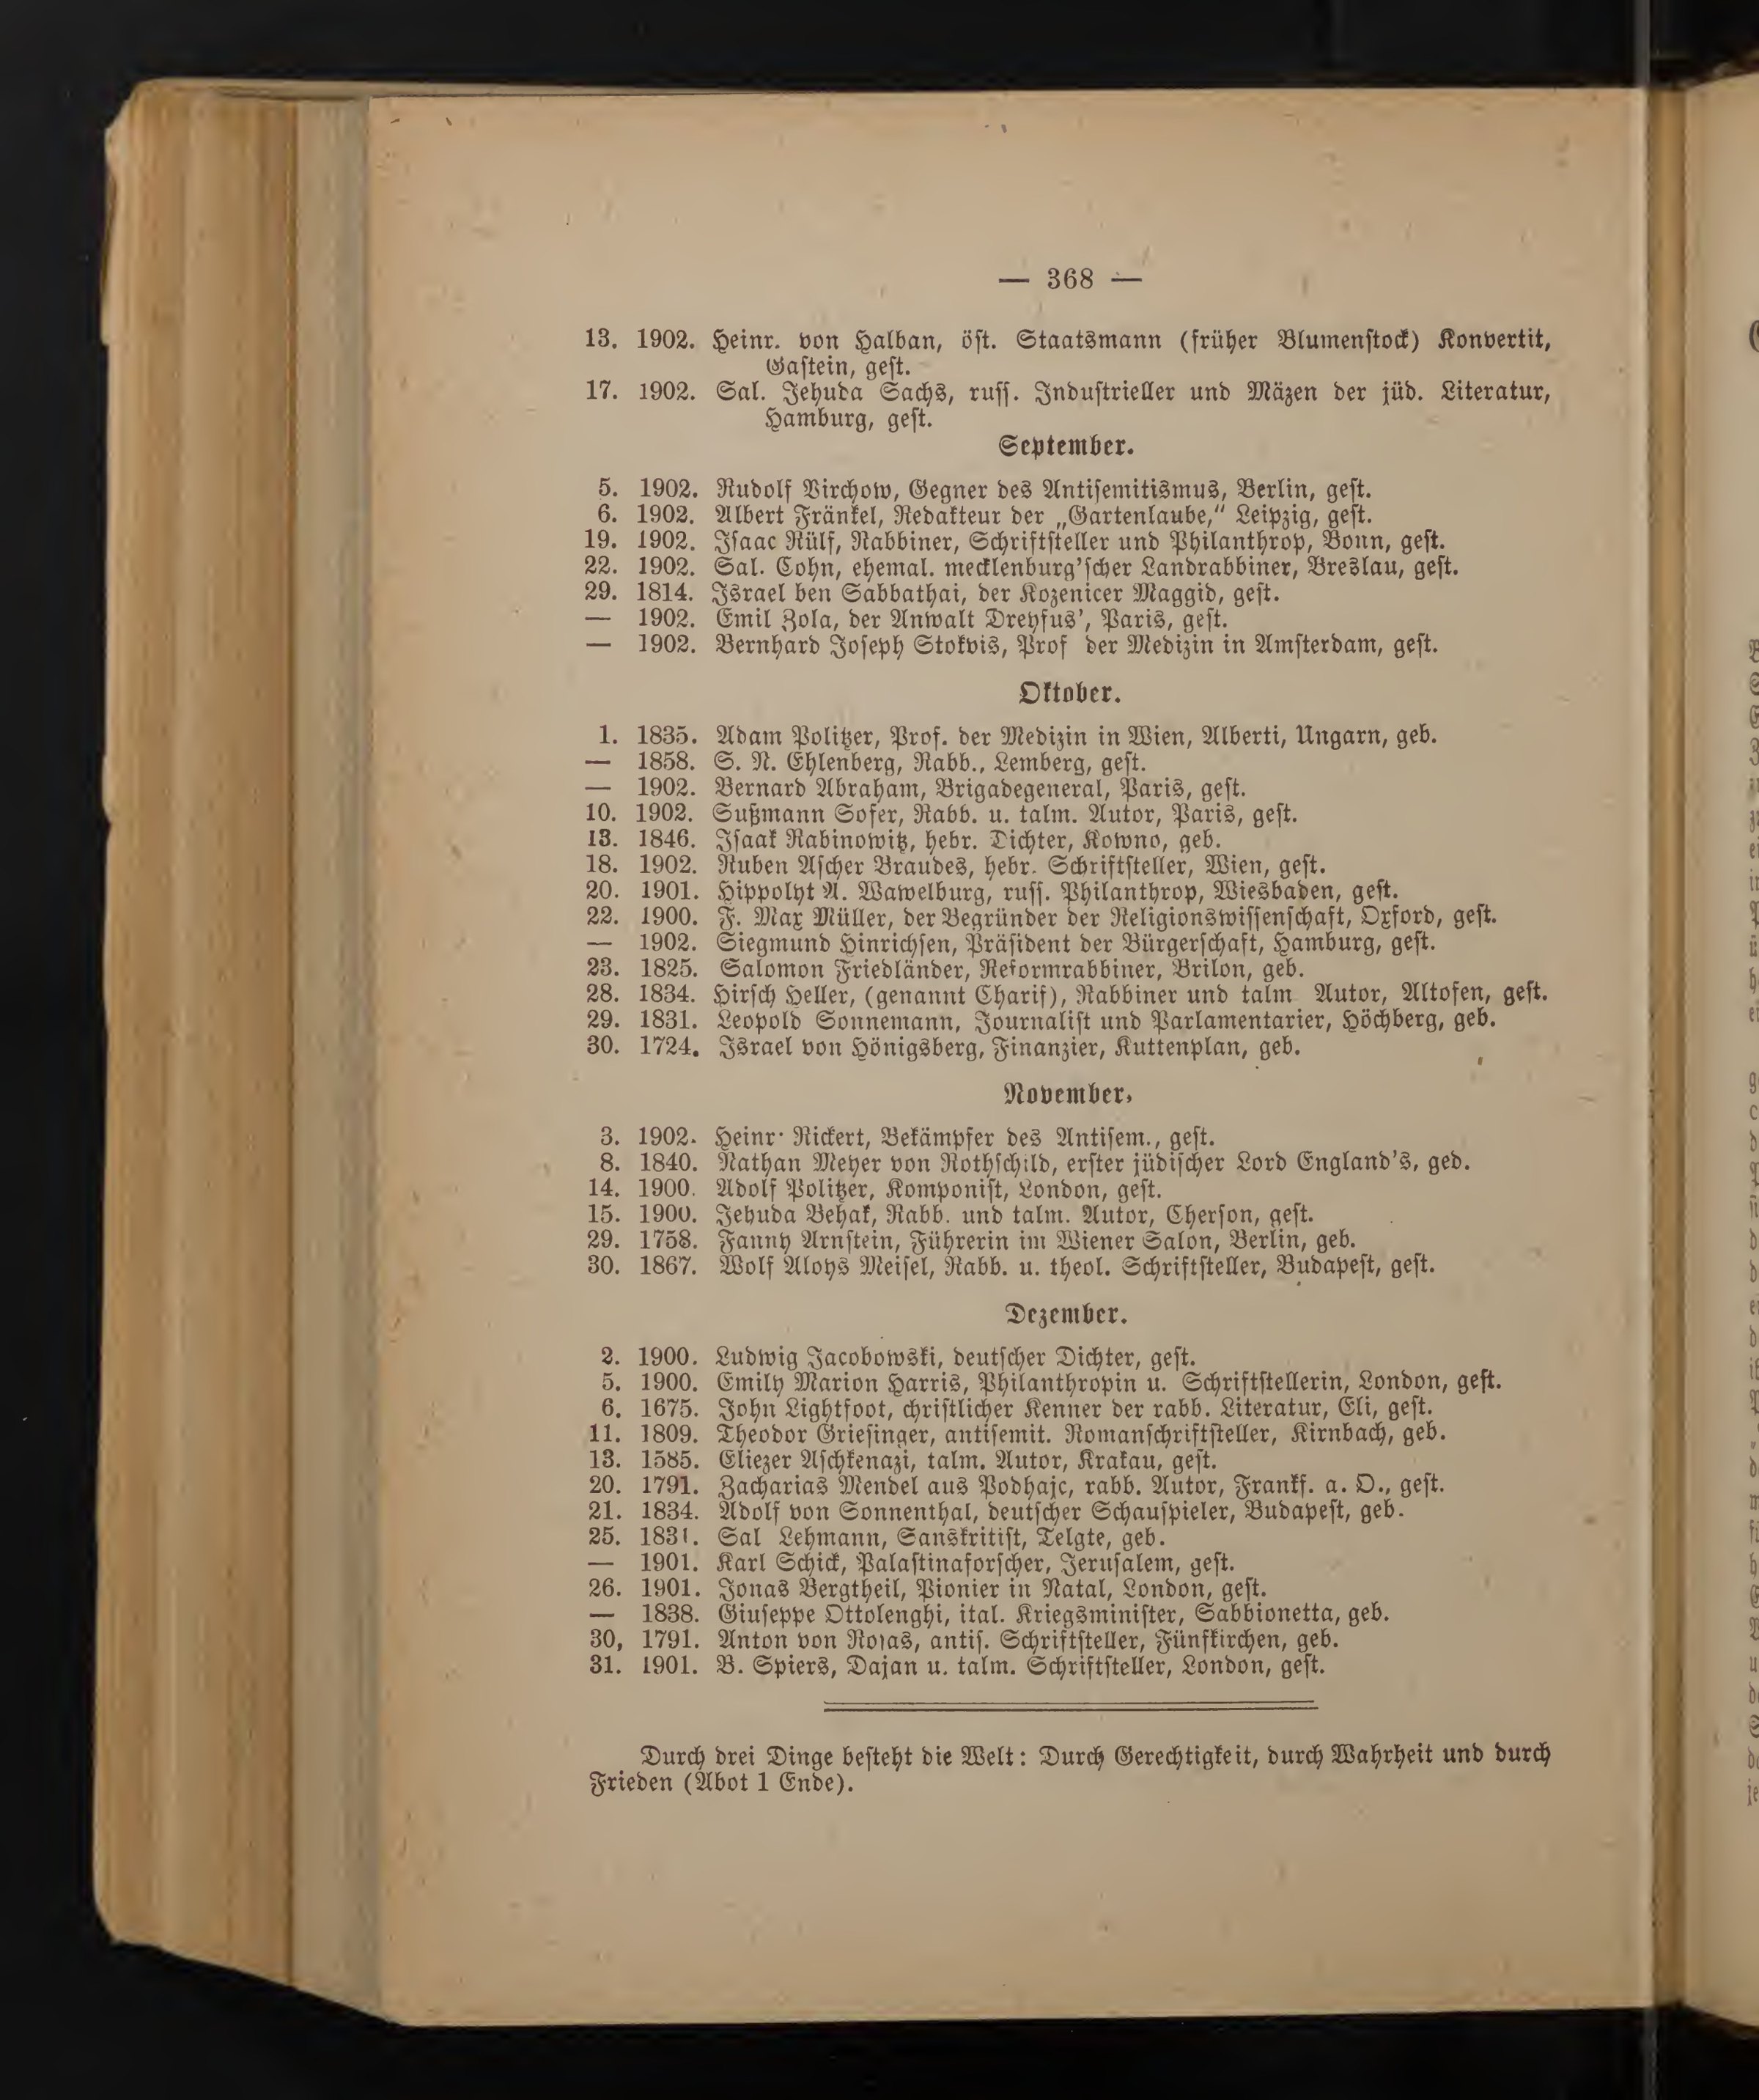 — 368 —
13. 1902. Heinr. von Halban, öst. Staatsmann (früher Blumenstock) Konvertit,
Gastein, gest.
17. 1902. Sal. Jehuda Sachs, russ. Industrieller und Mäzen der jüd. Literatur,
Hamburg, gest.
September.
5. 1902. Rudolf Virchow, Gegner des Antisemitismus, Berlin, gest.
6. 1902. Albert Fränkel, Redakteur der „Gartenlaube,“ Leipzig, gest.
19. 1902. Isaac Rülf, Rabbiner, Schriftsteller und Philanthrop, Bonn, gest.
22. 1902. Sal. Cohn, ehemal. mecklenburg'scher Landrabbiner, Breslau, gest.
29. 1814. Israel ben Sabbathai, der Kozenicer Maggid, gest.
— 1902. Emil Zola, der Anwalt Dreyfus', Paris, gest.
— 1902. Bernhard Joseph Stokvis, Prof der Medizin in Amsterdam, gest.
Oktober.
1. 1835. Adam Politzer, Prof. der Medizin in Wien, Alberti, Ungarn, geb.
— 1858. S. N. Ehlenberg, Rabb., Lemberg, gest.
— 1902. Bernard Abraham, Brigadegeneral, Paris, gest.
10. 1902. Sußmann Sofer, Rabb. u. talm. Autor, Paris, gest.
13. 1846. Isaak Rabinowitz, hebr. Dichter, Kowno, geb.
18. 1902. Ruben Ascher Braudes, hebr. Schriftsteller, Wien, gest.
20. 1901. Hippolyt A. Wawelburg, russ. Philanthrop, Wiesbaden, gest.
22. 1900. F. Max Müller, der Begründer der Religionswissenschaft, Oxford, gest.
— 1902. Siegmund Hinrichsen, Präsident der Bürgerschaft, Hamburg, gest.
23. 1825. Salomon Friedländer, Reformrabbiner, Brilon, geb.
28. 1834. Hirsch Heller, (genannt Charif), Rabbiner und talm Autor, Altofen, gest.
29. 1831. Leopold Sonnemann, Journalist und Parlamentarier, Höchberg, geb.
30. 1724. Israel von Hönigsberg, Finanzier, Kuttenplan, geb.
November.
3. 1902. Heinr. Rickert, Bekämpfer des Antisem., gest.
8. 1840. Nathan Meyer von Rothschild, erster jüdischer Lord England's, geb.
14. 1900. Adolf Politzer, Komponist, London, gest.
15. 1900. Jehuda Behak, Rabb. und talm. Autor, Cherson, gest.
29. 1758. Fanny Arnstein, Führerin im Wiener Salon, Berlin, geb.
30. 1867. Wolf Aloys Meisel, Rabb. u. theol. Schriftsteller, Budapest, gest.
Dezember.
2. 1900. Ludwig Jacobowski, deutscher Dichter, gest.
5. 1900. Emily Marion Harris, Philanthropin u. Schriftstellerin, London, gest.
6. 1675. John Lightfoot, christlicher Kenner der rabb. Literatur, Eli, gest.
11. 1809. Theodor Griesinger, antisemit. Romanschriftsteller, Kirnbach, geb.
13. 1585. Eliezer Aschkenazi, talm. Autor, Krakau, gest.
20. 1791. Zacharias Mendel aus Podhajc, rabb. Autor, Frankf. a. O., gest.
21. 1834. Adolf von Sonnenthal, deutscher Schauspieler, Budapest, geb.
25. 1831. Sal Lehmann, Sanskritist, Telgte, geb.
— 1901. Karl Schick, Palastinaforscher, Jerusalem, gest.
26. 1901. Jonas Bergtheil, Pionier in Natal, London, gest.
— 1838. Giuseppe Ottolenghi, ital. Kriegsminister, Sabbionetta, geb.
30, 1791. Anton von Rosas, antis. Schriftsteller, Fünfkirchen, geb.
31. 1901. B. Spiers, Dajan u. talm. Schriftsteller, London, gest.
Durch drei Dinge besteht die Welt: Durch Gerechtigkeit, durch Wahrheit und durch
Frieden (Abot 1 Ende).